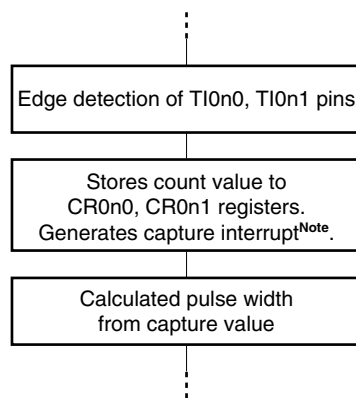 Edge detection of TI0n0, TI0n1 pins
Stores count value to
CR0n0, CR0n1 registers.
Generates capture interruptNote.
Calculated pulse width
from capture value